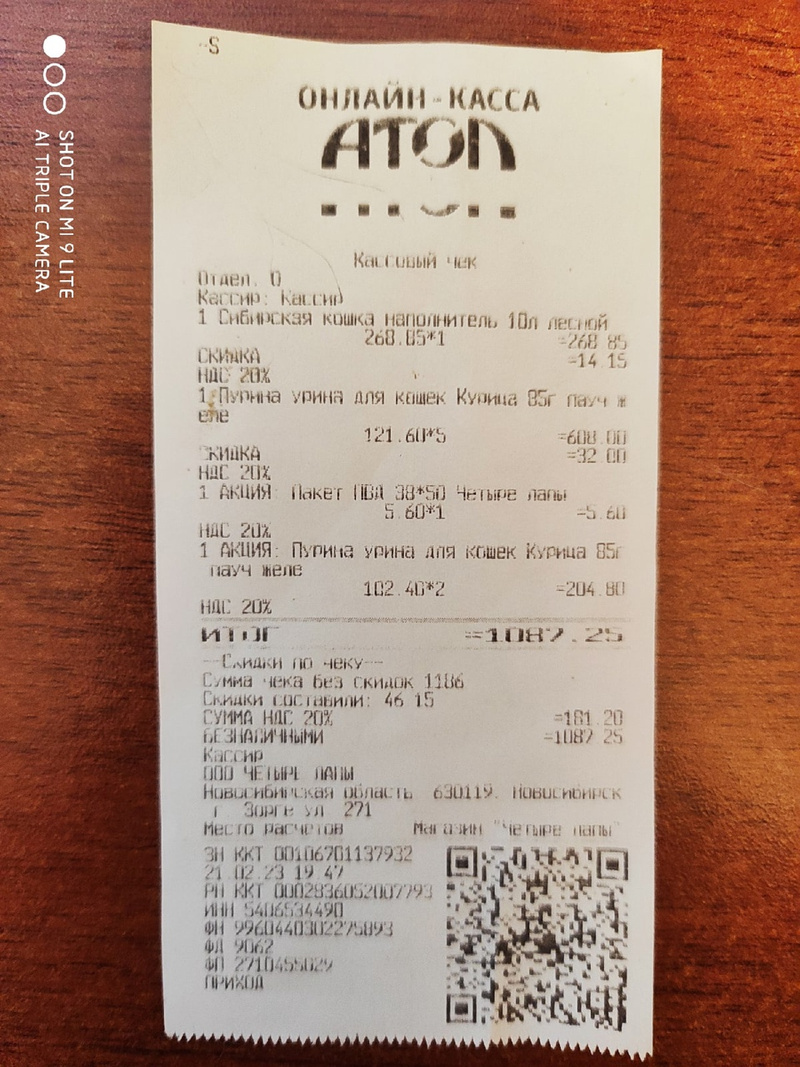 SHOT ON MI 9 LITE
AI TRIPLE CAMERA
--S
ОНЛАЙН-КАССА
АТОЛ
Кассовый чек
Отдел. 0
Кассир: Кассир
1 Сибирская кошка наполнитель 10л лесной
268.85*1 =268.85
СКИДКА =14.15
НДС 20%
1 Пурина урина для кошек Курица 85г пауч ж
еле
121.60*5 =608.00
СКИДКА =32.00
НДС 20%
1 АКЦИЯ: Пакет ПВД 38*50 Четыре лапы
5.60*1 =5.60
НДС 20%
1 АКЦИЯ: Пурина урина для кошек Курица 85г
пауч желе
102.40*2 =204.80
НДС 20%
ИТОГ =1087.25
---Скидки по чеку---
Сумма чека без скидок 1186
Скидки составили: 46.15
СУММА НДС 20% =181.20
БЕЗНАЛИЧНЫМИ =1087.25
Кассир
ООО ЧЕТЫРЕ ЛАПЫ
Новосибирская область 630119, Новосибирск
г Зорге ул 271
Место расчетов Магазин "Четыре лапы"
ЗН ККТ 00106701137932
21.02.23 19:47
РН ККТ 0002836052007793
ИНН 5406534490
ФН 9960440302275893
ФД 9062
ФП 2710455029
ПРИХОД